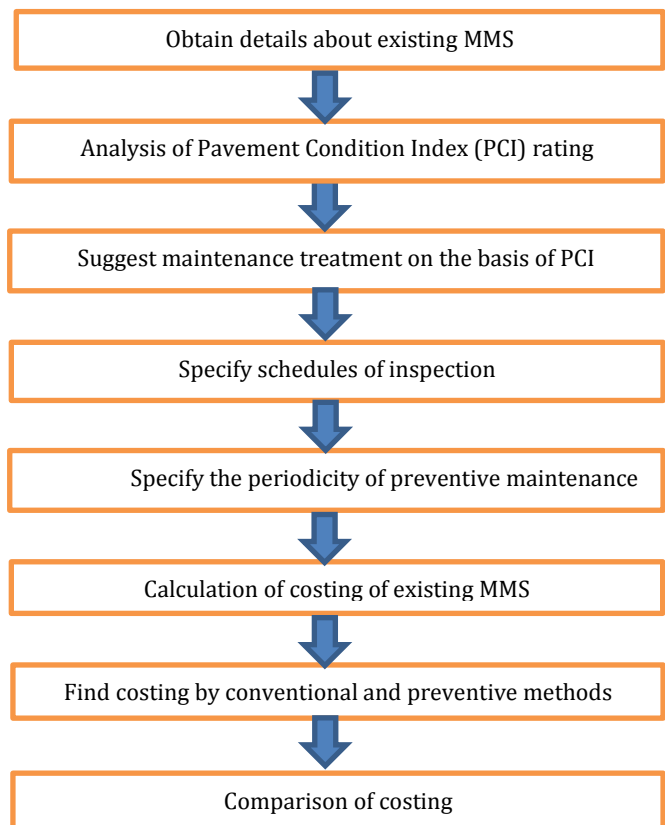 Obtain details about existing MMS
Analysis of Pavement Condition Index (PCI) rating
Suggest maintenance treatment on the basis of PCI
Specify schedules of inspection
Specify the periodicity of preventive maintenance
Calculation of costing of existing MMS
Find costing by conventional and preventive methods
Comparison of costing